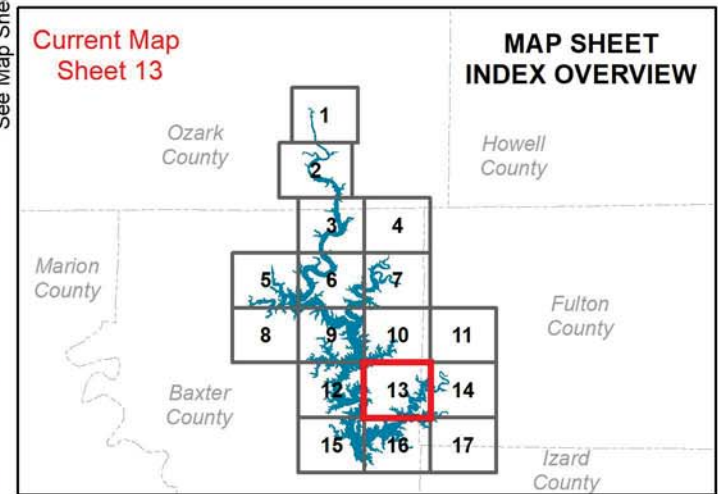 See Map She
Current Map
Sheet 13
MAP SHEET
INDEX OVERVIEW
Ozark
County
Howell
County
1
2
3
4
Marion
County
5
6
7
Fulton
County
8
9
10
11
Baxter
County
12
13
14
15
16
17
Izard
County